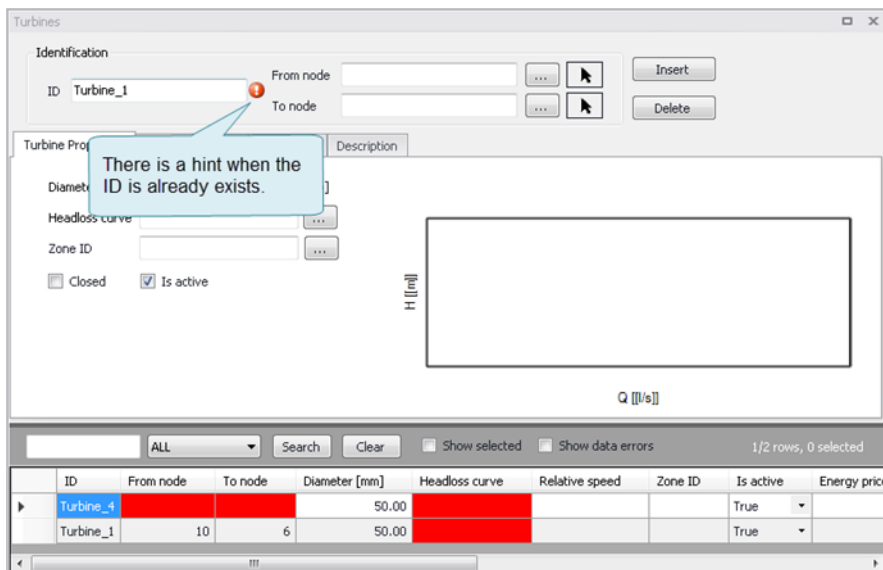 Turbines
Identification
ID Turbine_1
From node ...
To node ...
Insert
Delete
Turbine Prop
Description
There is a hint when the
ID is already exists.
Diamet ]
Headloss curve ...
Zone ID ...
Closed Is active
H [[m]]
Q [[l/s]]
ALL Search Clear Show selected Show data errors 1/2 rows, 0 selected
ID From node To node Diameter [mm] Headloss curve Relative speed Zone ID Is active Energy pric
Turbine_4 50.00 True
Turbine_1 10 6 50.00 True